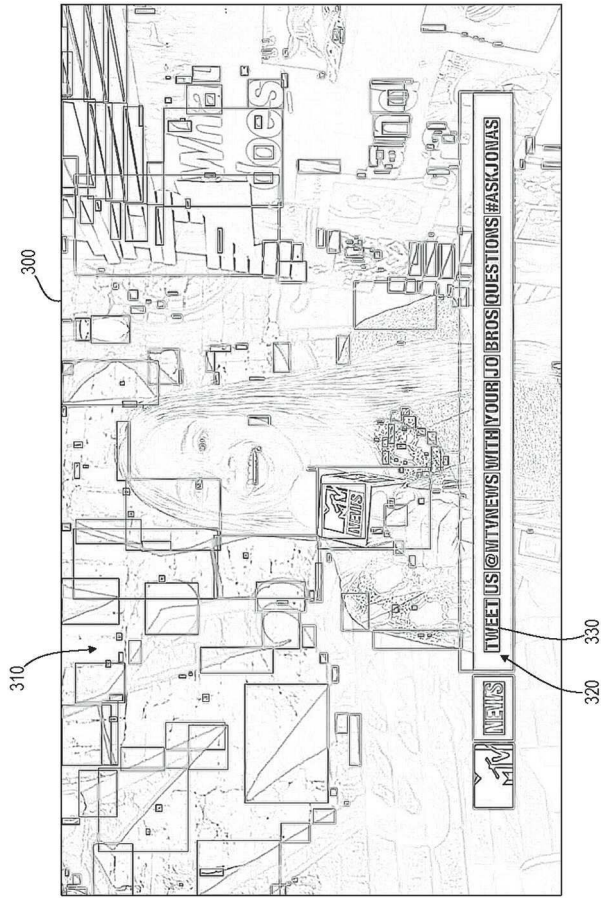 300
310
what
does
MTV
NEWS
TWEET US @MTVNEWS WITH YOUR JO BROS QUESTIONS #ASKJONAS
MTV NEWS
320
330